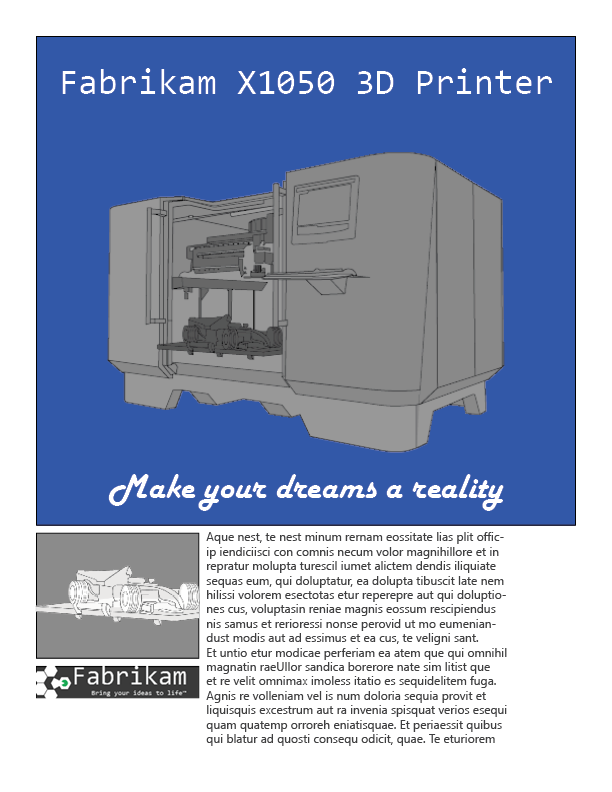 Fabrikam X1050 3D Printer
Make your dreams a reality
Aque nest, te nest minum rernam eossitate lias plit offic-
ip iendiciisci con comnis necum volor magnihillore et in
repratur molupta turescil iumet alictem dendis iliquiate
sequas eum, qui doluptatur, ea dolupta tibuscit late nem
hilissi volorem esectotas etur reperepre aut qui doluptio-
nes cus, voluptasin reniae magnis eossum rescipiendus
nis samus et rerioressi nonse perovid ut mo eumenian-
dust modis aut ad essimus et ea cus, te veligni sant.
Et untio etur modicae perferiam ea atem que qui omnihil
magnatin raeUllor sandica borerore nate sim litist que
et re velit omnimax imoless itatio es sequidelitem fuga.
Agnis re volleniam vel is num doloria sequia provit et
liquisquis excestrum aut ra invenia spisquat verios esequi
quam quatemp orroreh eniatisquae. Et periaessit quibus
qui blatur ad quosti consequ odicit, quae. Te eturiorem
Fabrikam
Bring your ideas to life™